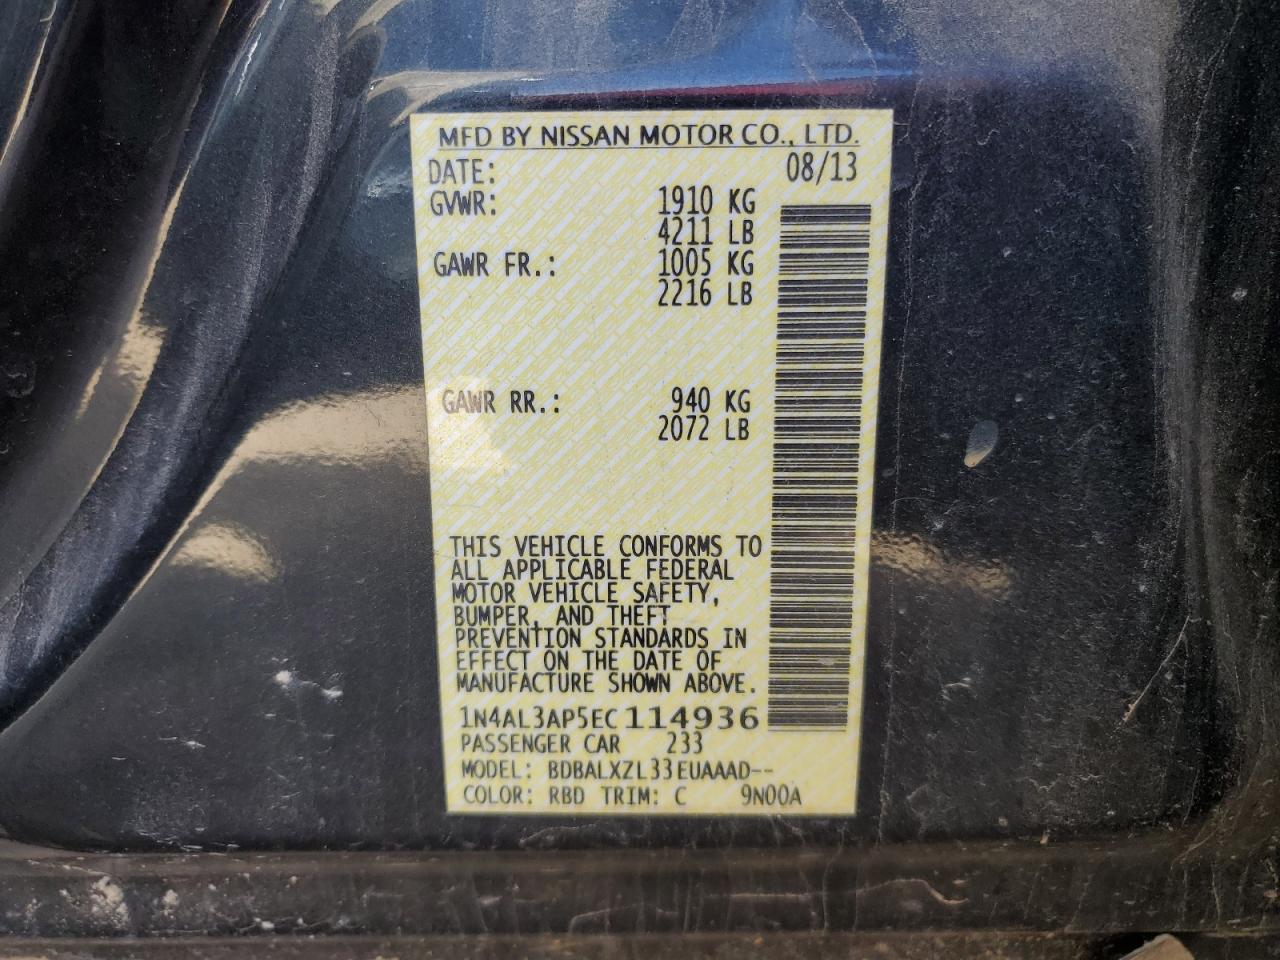 MFD BY NISSAN MOTOR CO., LTD.
DATE: 08/13
GVWR: 1910 KG
4211 LB
GAWR FR.: 1005 KG
2216 LB
GAWR RR.: 940 KG
2072 LB
THIS VEHICLE CONFORMS TO
ALL APPLICABLE FEDERAL
MOTOR VEHICLE SAFETY,
BUMPER, AND THEFT
PREVENTION STANDARDS IN
EFFECT ON THE DATE OF
MANUFACTURE SHOWN ABOVE.
1N4AL3AP5EC114936
PASSENGER CAR 233
MODEL: BDBALXZL33EUAAAD--
COLOR: RBD TRIM: C 9N00A